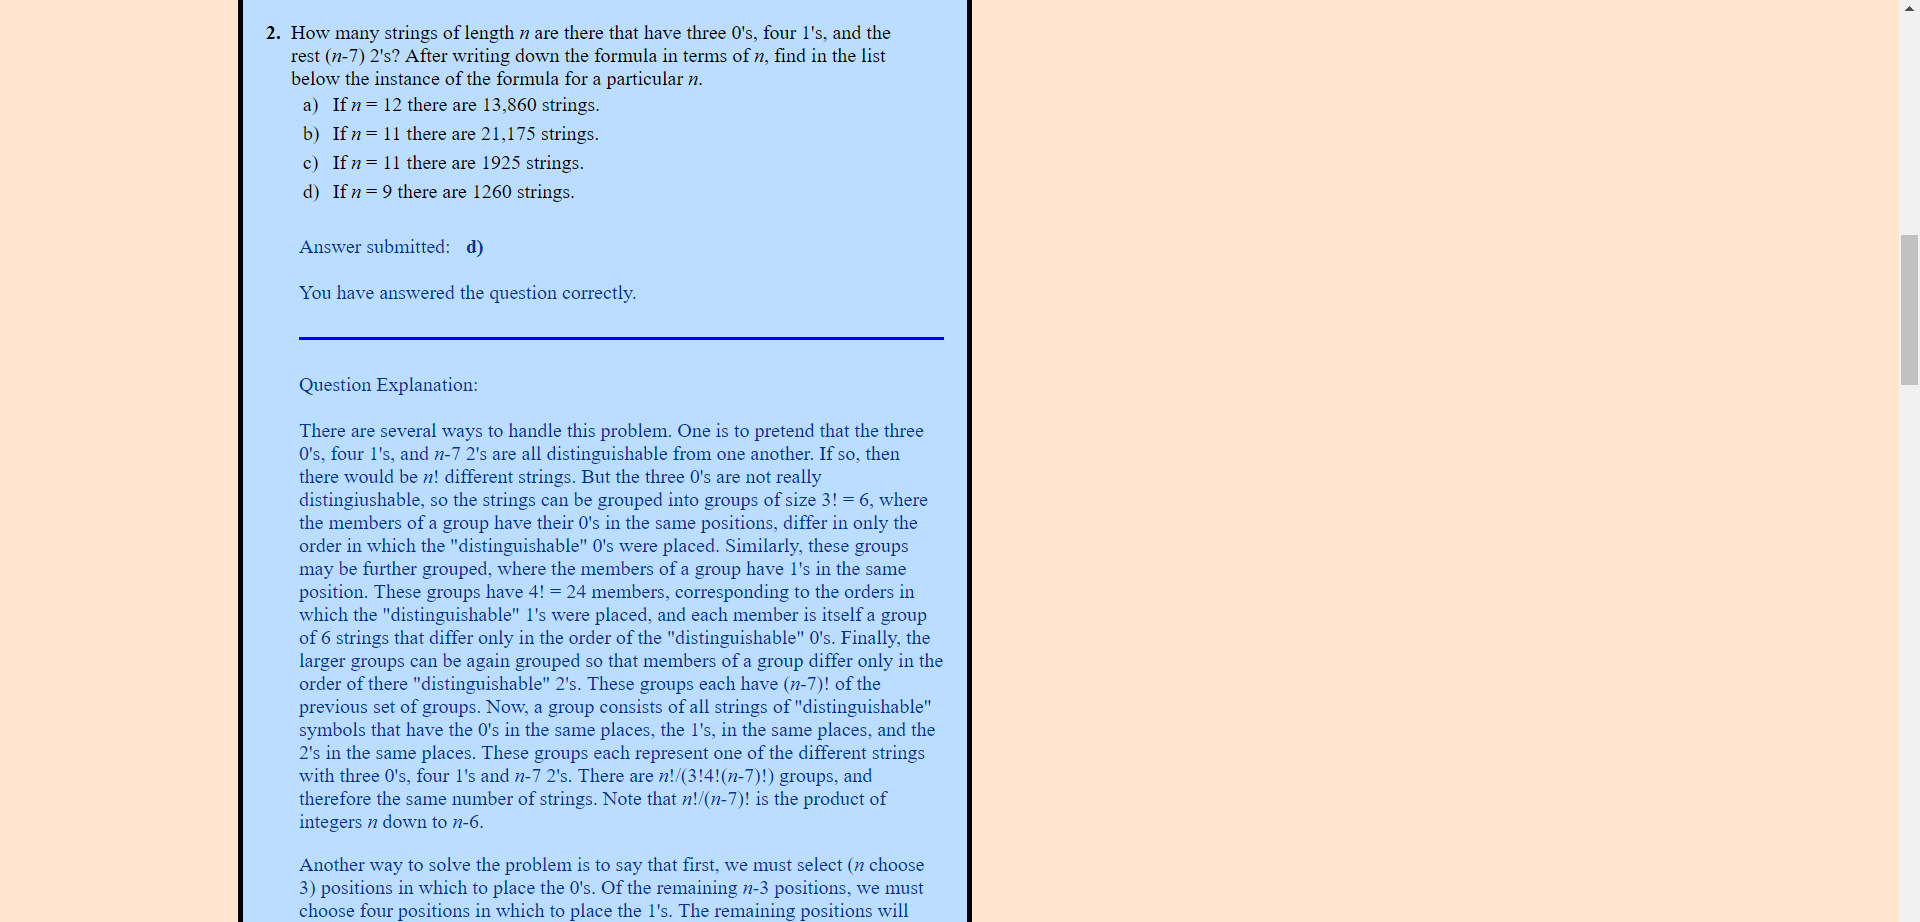 2. How many strings of length n are there that have three 0's, four 1's, and the
rest (n-7) 2's? After writing down the formula in terms of n, find in the list
below the instance of the formula for a particular n.
a) If n = 12 there are 13,860 strings.
b) If n = 11 there are 21,175 strings.
c) If n = 11 there are 1925 strings.
d) If n = 9 there are 1260 strings.
Answer submitted: d)
You have answered the question correctly.
Question Explanation:
There are several ways to handle this problem. One is to pretend that the three
0's, four 1's, and n-7 2's are all distinguishable from one another. If so, then
there would be n! different strings. But the three 0's are not really
distingiushable, so the strings can be grouped into groups of size 3! = 6, where
the members of a group have their 0's in the same positions, differ in only the
order in which the "distinguishable" 0's were placed. Similarly, these groups
may be further grouped, where the members of a group have 1's in the same
position. These groups have 4! = 24 members, corresponding to the orders in
which the "distinguishable" 1's were placed, and each member is itself a group
of 6 strings that differ only in the order of the "distinguishable" 0's. Finally, the
larger groups can be again grouped so that members of a group differ only in the
order of there "distinguishable" 2's. These groups each have (n-7)! of the
previous set of groups. Now, a group consists of all strings of "distinguishable"
symbols that have the 0's in the same places, the 1's, in the same places, and the
2's in the same places. These groups each represent one of the different strings
with three 0's, four 1's and n-7 2's. There are n!/(3!4!(n-7)!) groups, and
therefore the same number of strings. Note that n!/(n-7)! is the product of
integers n down to n-6.
Another way to solve the problem is to say that first, we must select (n choose
3) positions in which to place the 0's. Of the remaining n-3 positions, we must
choose four positions in which to place the 1's. The remaining positions will